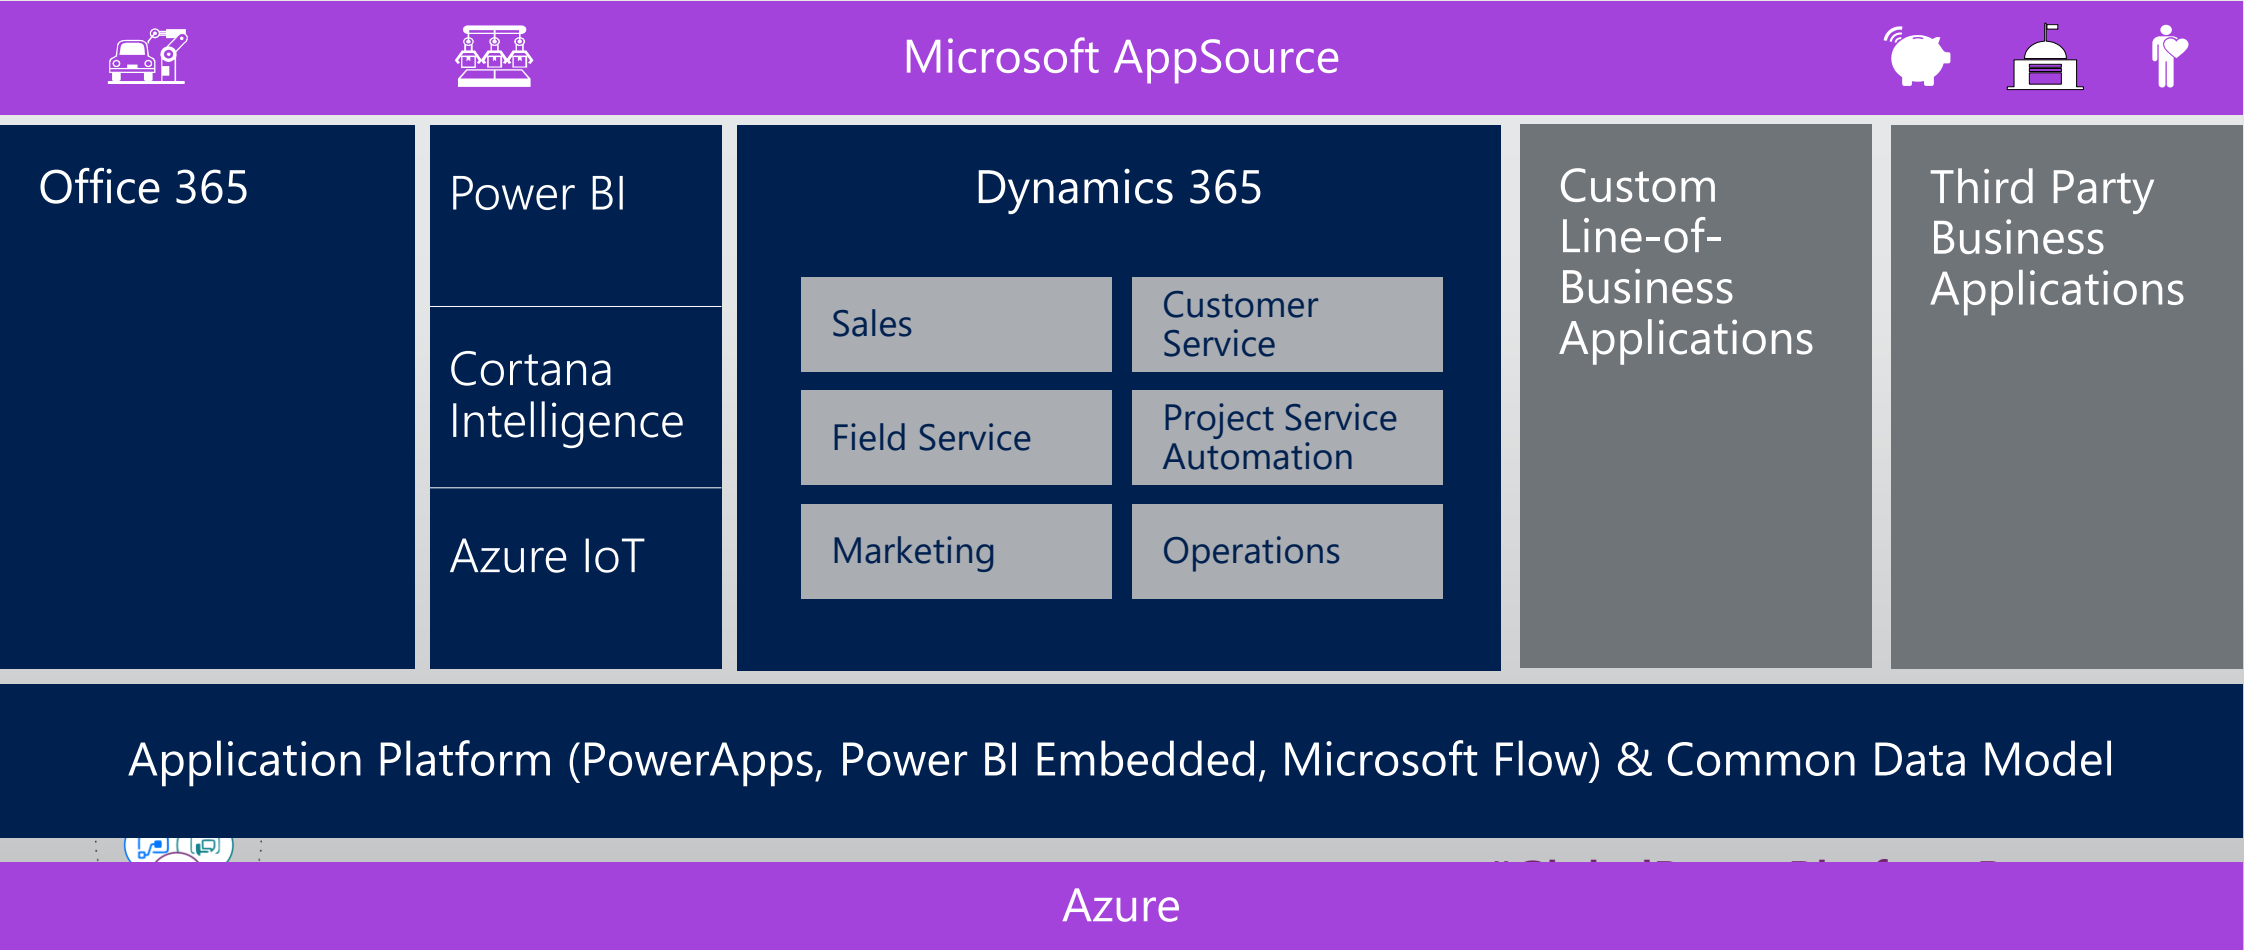 Microsoft AppSource
Office 365
Power BI
Cortana
Intelligence
Azure IoT
Dynamics 365
Sales
Customer
Service
Field Service
Project Service
Automation
Marketing
Operations
Custom
Line-of-
Business
Applications
Third Party
Business
Applications
Application Platform (PowerApps, Power BI Embedded, Microsoft Flow) & Common Data Model
Azure